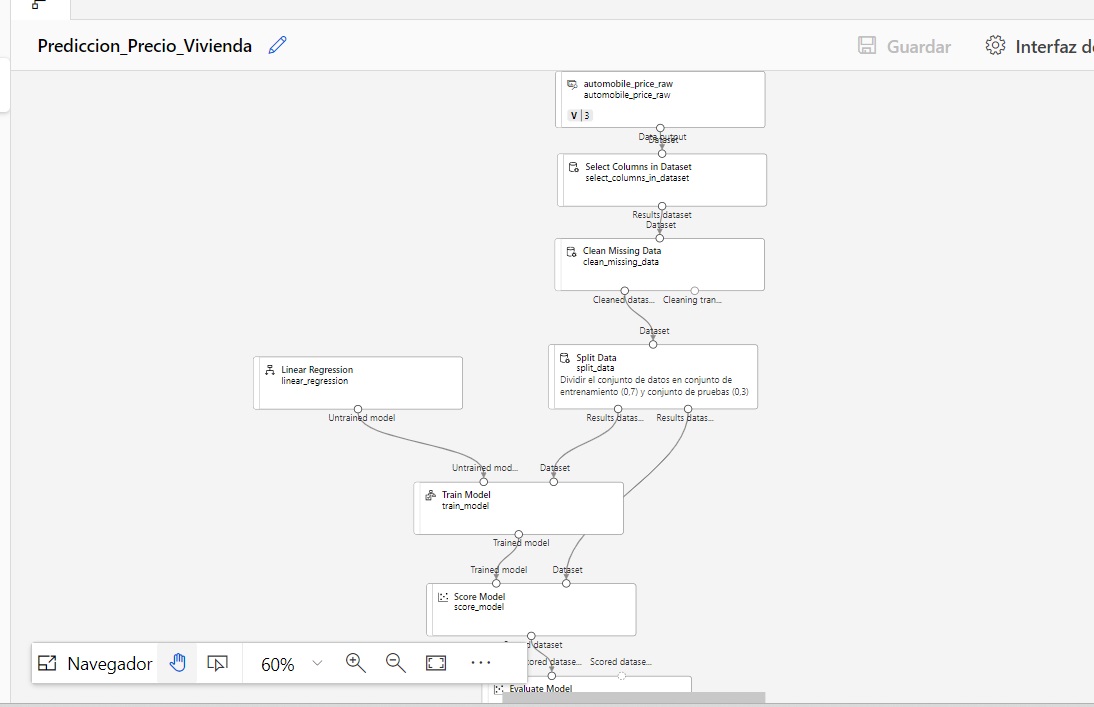 Prediccion_Precio_Vivienda
Guardar
Interfaz de
automobile_price_raw
automobile_price_raw
V 3
Data output
Dataset
Select Columns in Dataset
select_columns_in_dataset
Results dataset
Dataset
Clean Missing Data
clean_missing_data
Cleaned datas... Cleaning tran...
Dataset
Split Data
split_data
Dividir el conjunto de datos en conjunto de
entrenamiento (0,7) y conjunto de pruebas (0,3)
Linear Regression
linear_regression
Untrained model
Results datas... Results datas...
Untrained mod... Dataset
Train Model
train_model
Trained model
Trained model Dataset
Score Model
score_model
dataset
Navegador
60%
cored datase... Scored datase...
Evaluate Model